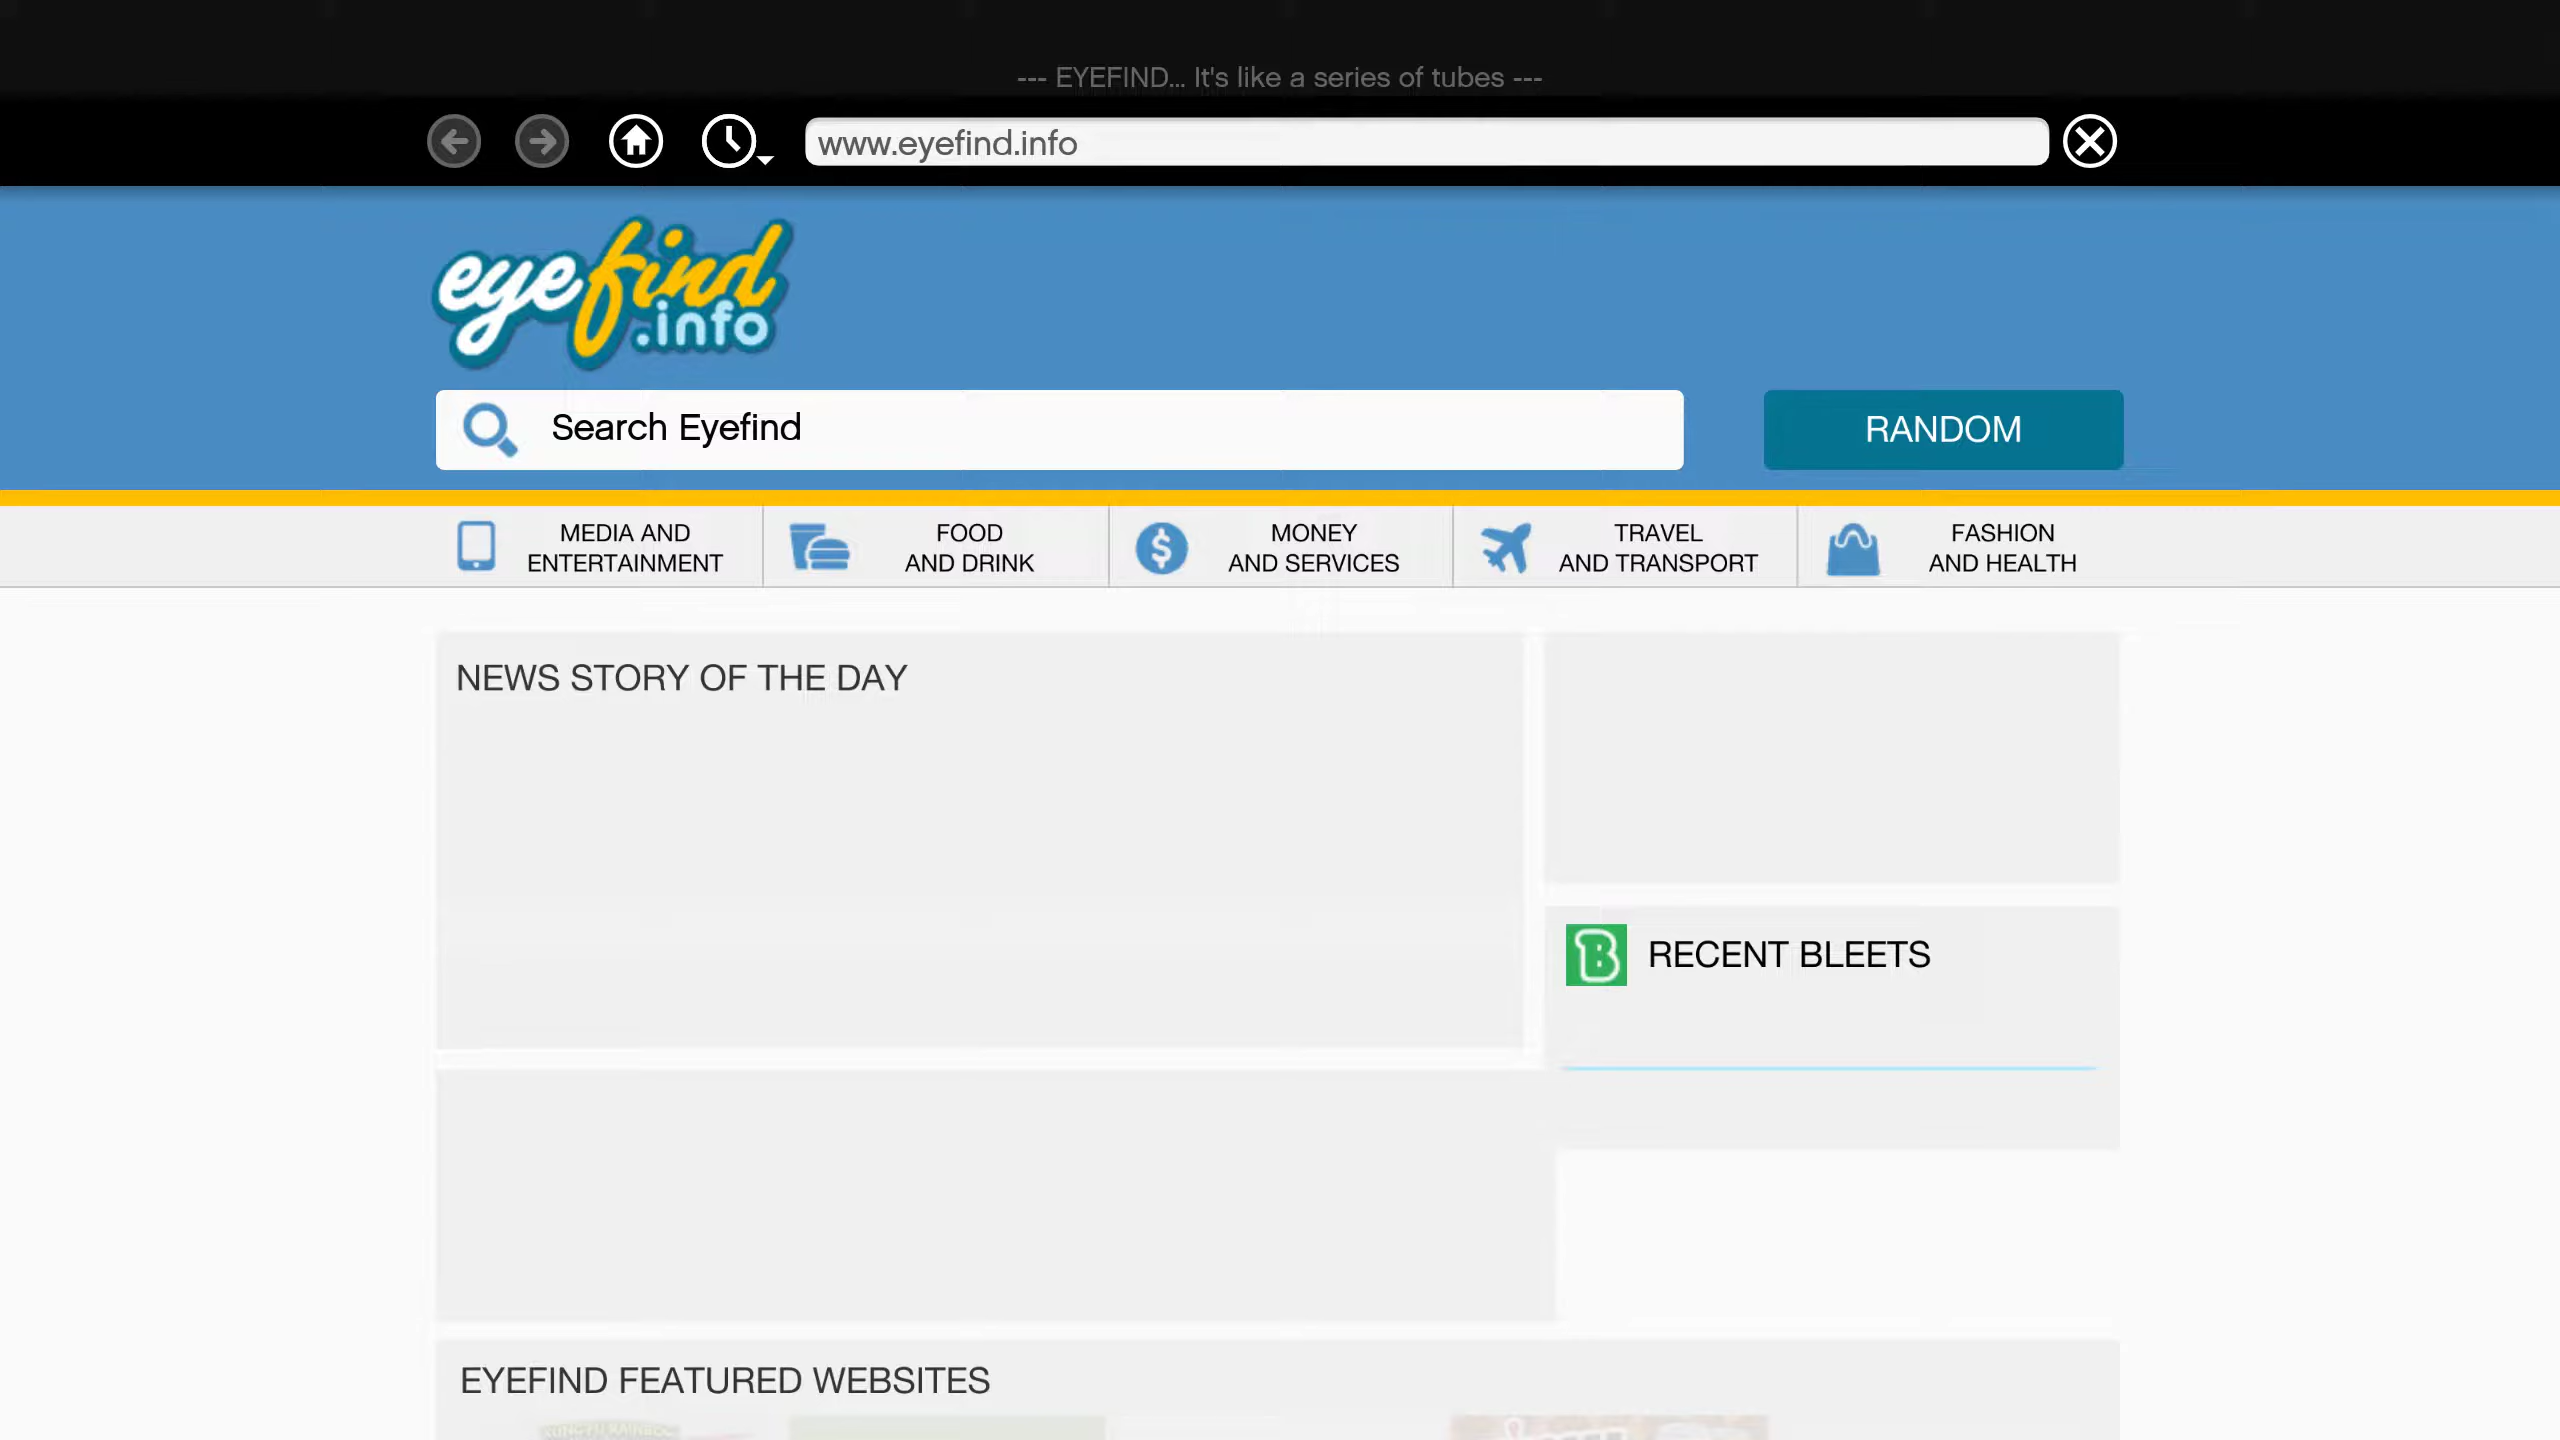 --- EYEFIND... It's like a series of tubes ---
www.eyefind.info
eyefind
.info
Search Eyefind
RANDOM
MEDIA AND
ENTERTAINMENT
FOOD
AND DRINK
MONEY
AND SERVICES
TRAVEL
AND TRANSPORT
FASHION
AND HEALTH
NEWS STORY OF THE DAY
B
RECENT BLEETS
EYEFIND FEATURED WEBSITES